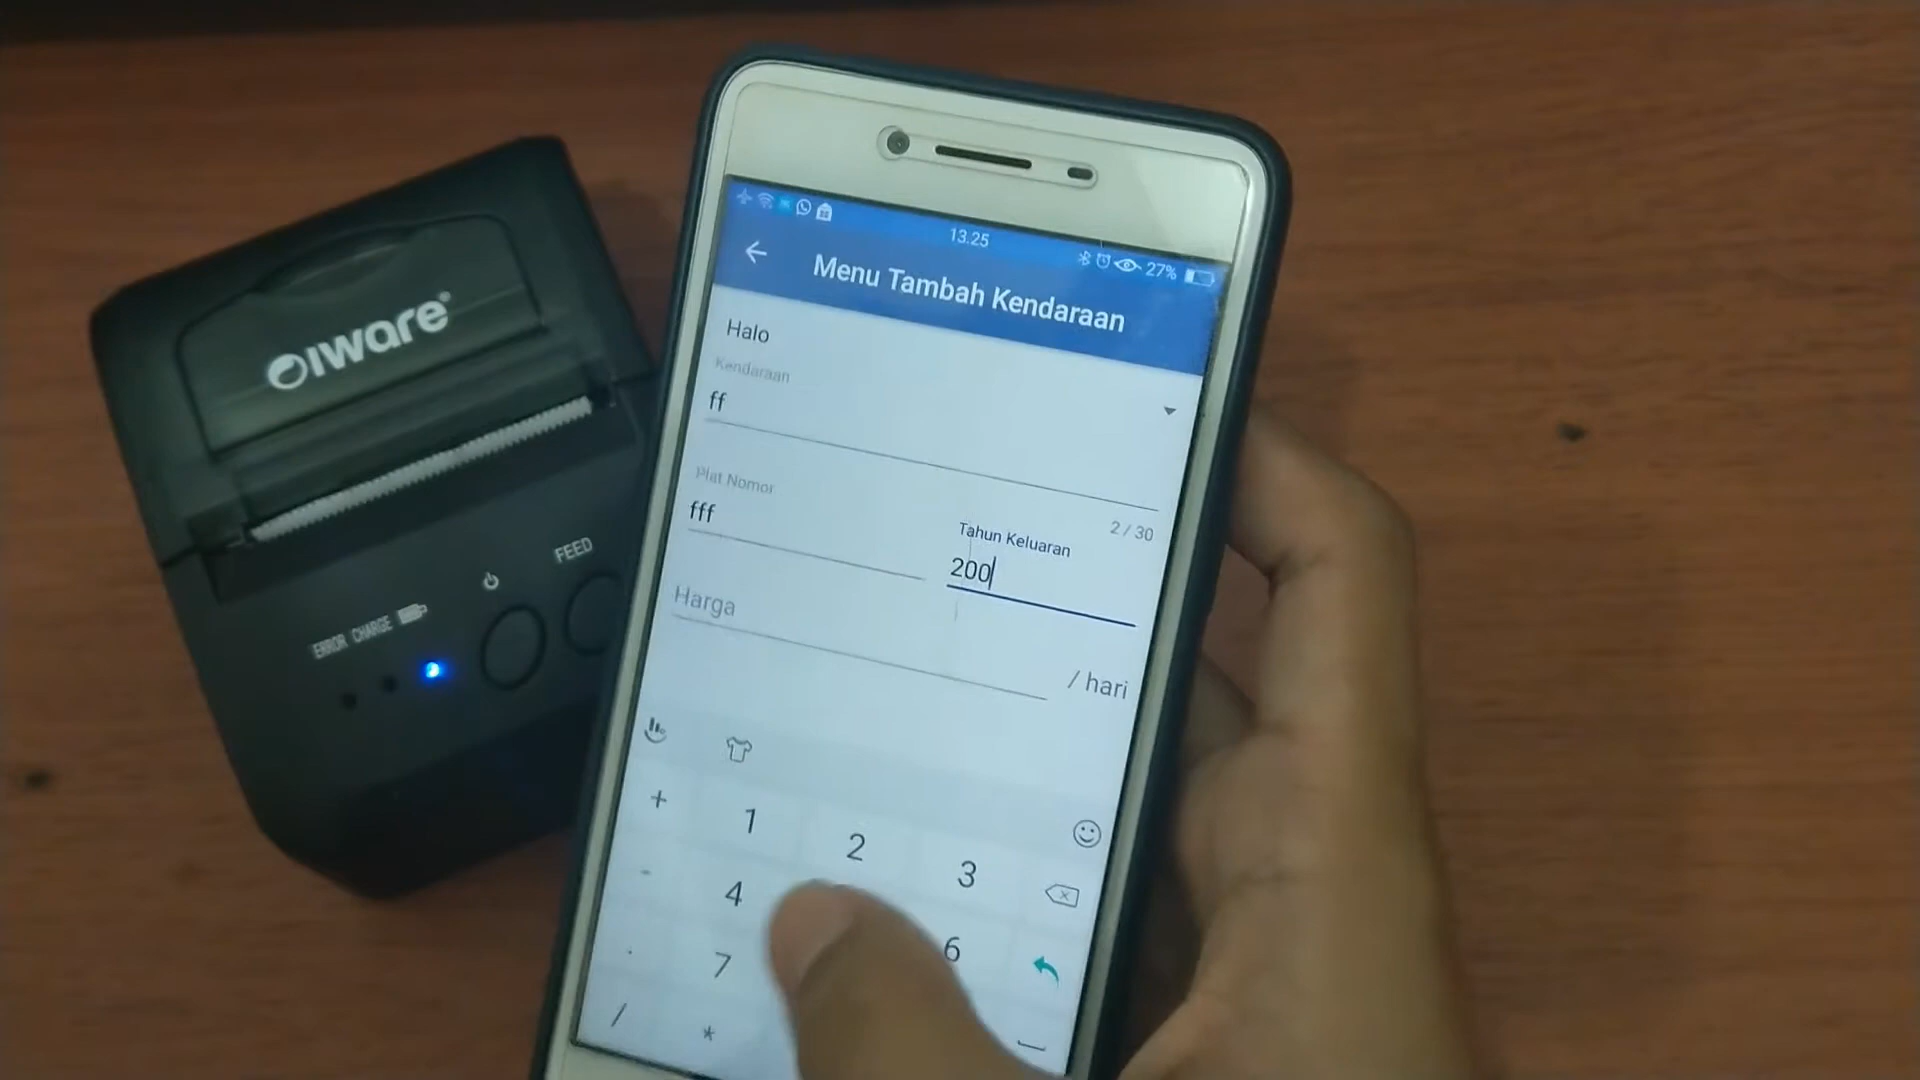 IWARE
ERROR CHARGE
FEED
13.25
27%
Menu Tambah Kendaraan
Halo
Kendaraan
ff
2 / 30
Plat Nomor
fff
Tahun Keluaran
200
Harga
/ hari
+ 1 2 3
- 4 6
. 7
/ *